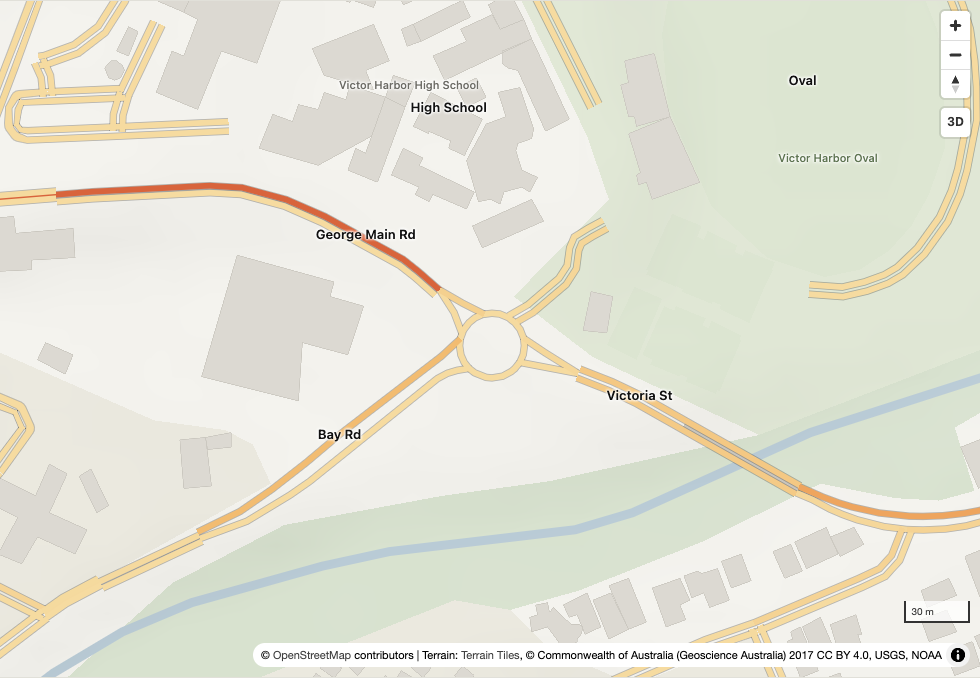 +
−
3D
Oval
Victor Harbor High School
High School
Victor Harbor Oval
George Main Rd
Victoria St
Bay Rd
30 m
© OpenStreetMap contributors | Terrain: Terrain Tiles, © Commonwealth of Australia (Geoscience Australia) 2017 CC BY 4.0, USGS, NOAA